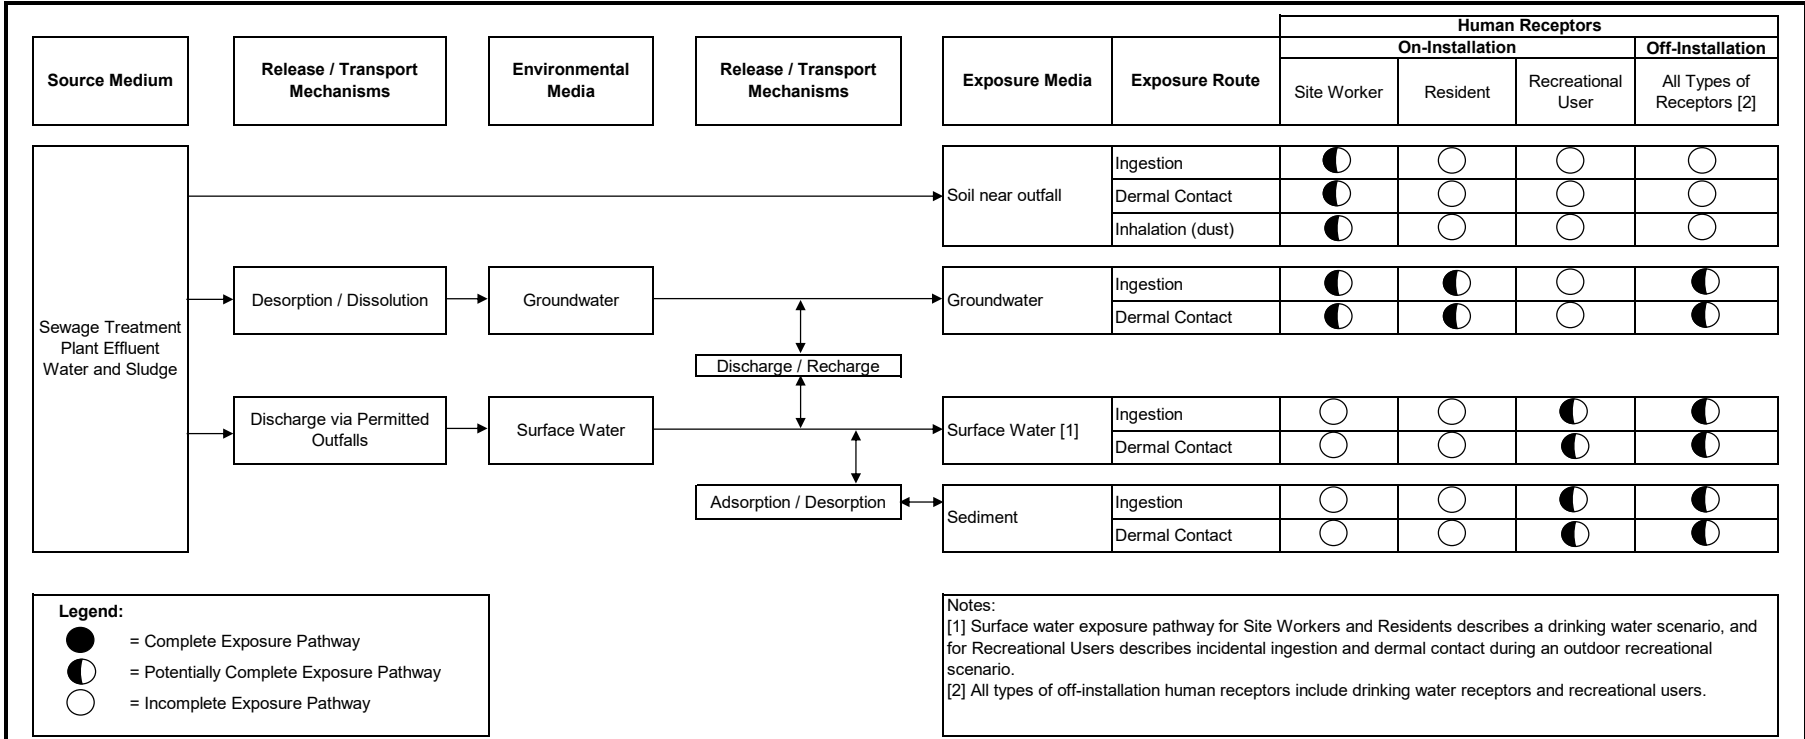 Human Receptors
On-Installation
Off-Installation
Source Medium
Release / Transport
Mechanisms
Environmental
Media
Release / Transport
Mechanisms
Exposure Media
Exposure Route
Site Worker
Resident
Recreational
User
All Types of
Receptors [2]
Sewage Treatment
Plant Effluent
Water and Sludge
Soil near outfall
Ingestion
Dermal Contact
Inhalation (dust)
Desorption / Dissolution
Groundwater
Groundwater
Ingestion
Dermal Contact
Discharge / Recharge
Discharge via Permitted
Outfalls
Surface Water
Surface Water [1]
Ingestion
Dermal Contact
Adsorption / Desorption
Sediment
Ingestion
Dermal Contact
Legend:
= Complete Exposure Pathway
= Potentially Complete Exposure Pathway
= Incomplete Exposure Pathway
Notes:
[1] Surface water exposure pathway for Site Workers and Residents describes a drinking water scenario, and
for Recreational Users describes incidental ingestion and dermal contact during an outdoor recreational
scenario.
[2] All types of off-installation human receptors include drinking water receptors and recreational users.